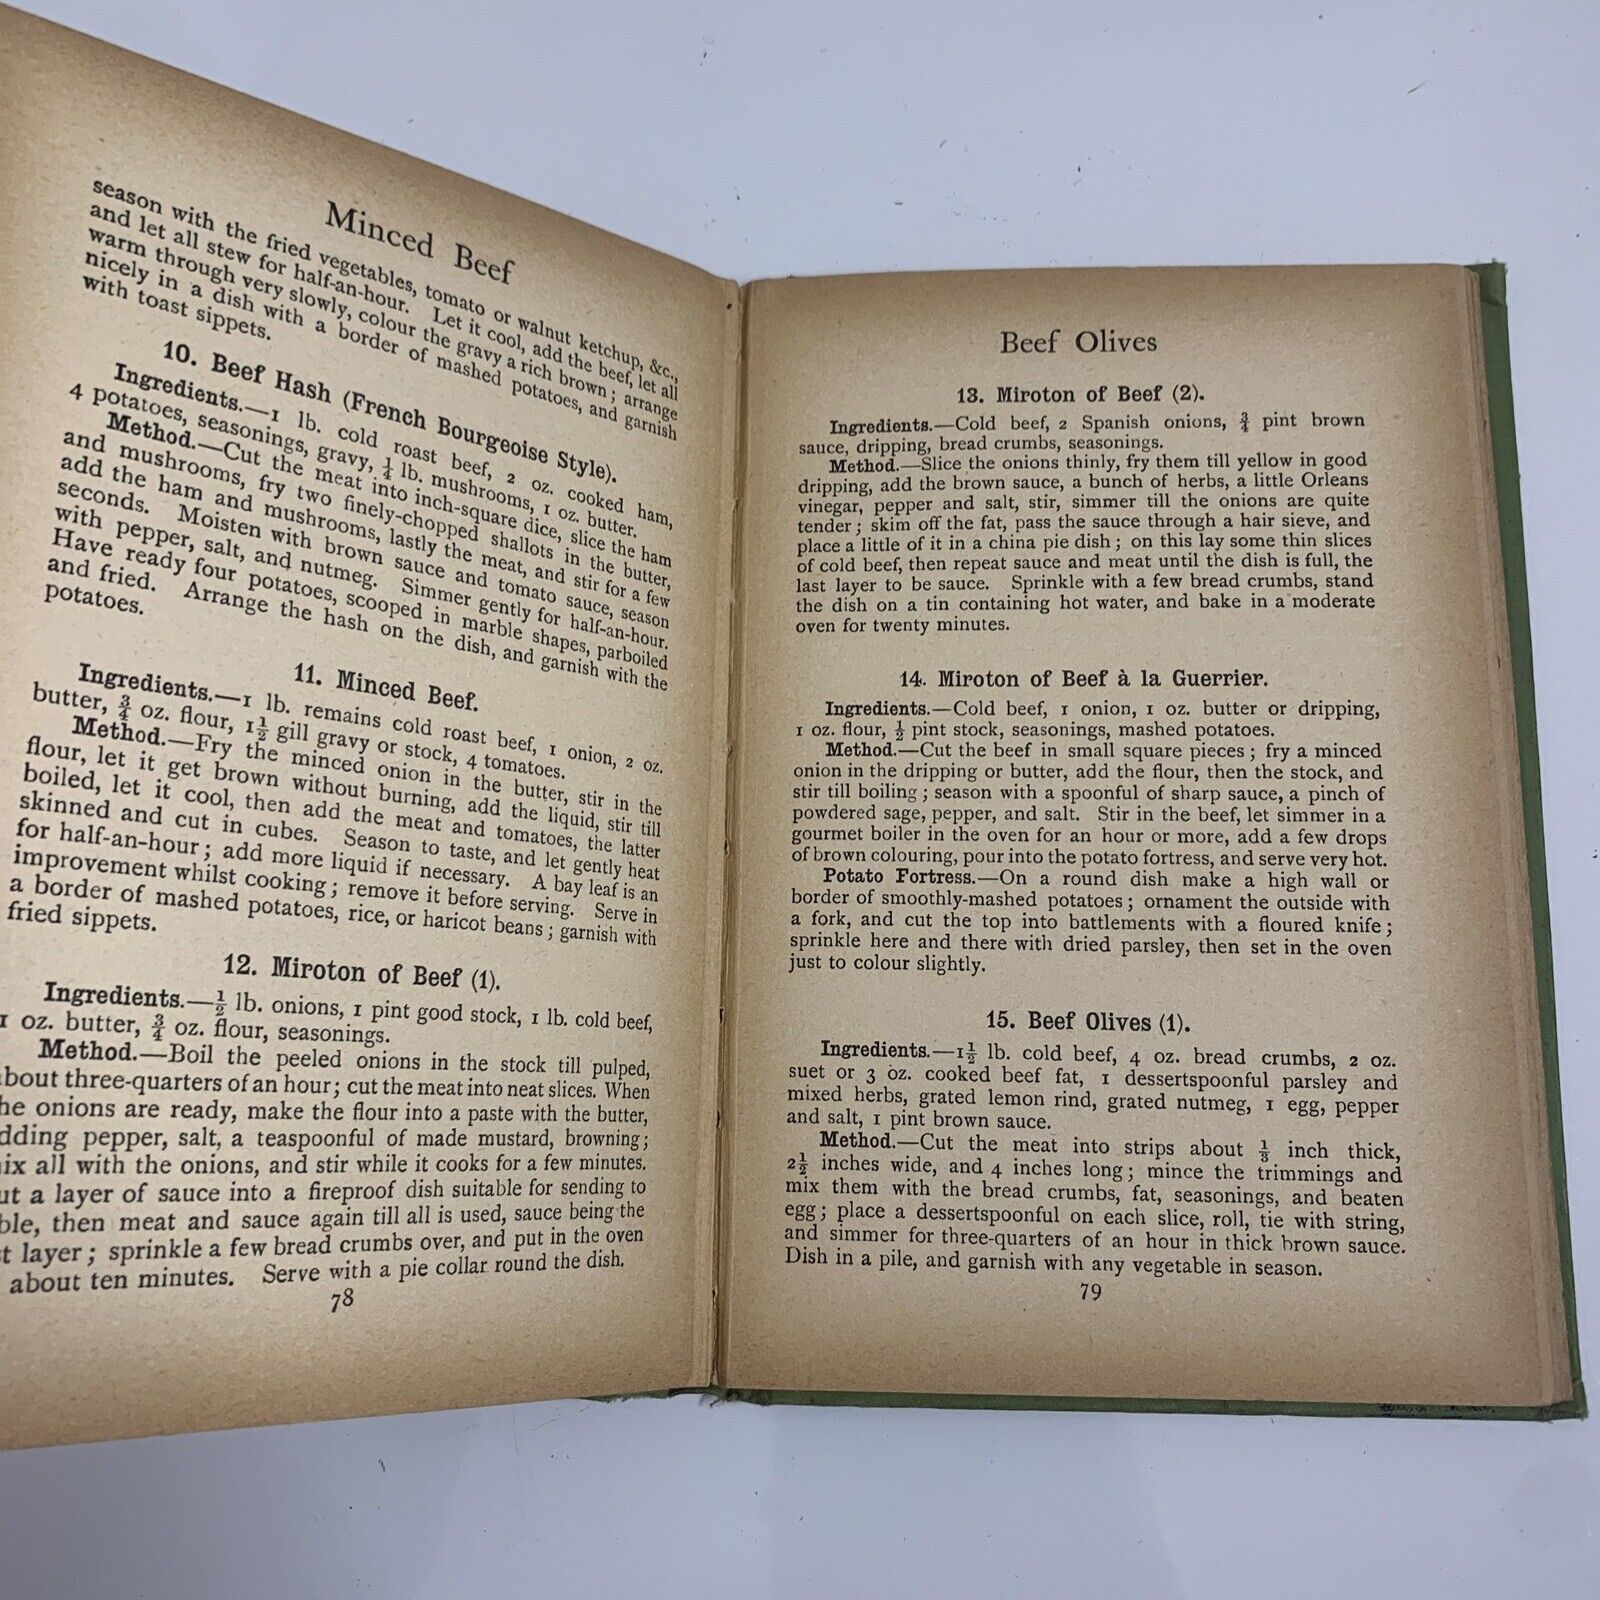 Minced Beef
season with the fried vegetables, tomato or walnut ketchup, &c.,
and let all stew for half-an-hour. Let it cool, add the beef, let all
warm through very slowly, colour the gravy a rich brown; arrange
nicely in a dish with a border of mashed potatoes, and garnish
with toast sippets.
10. Beef Hash (French Bourgeoise Style).
Ingredients.—1 lb. cold roast beef, 2 oz. cooked ham,
4 potatoes, seasonings, gravy, ¼ lb. mushrooms, 1 oz. butter.
Method.—Cut the meat into inch-square dice, slice the ham
and mushrooms, fry two finely-chopped shallots in the butter,
add the ham and mushrooms, lastly the meat, and stir for a few
seconds. Moisten with brown sauce and tomato sauce, season
with pepper, salt, and nutmeg. Simmer gently for half-an-hour.
Have ready four potatoes, scooped in marble shapes, parboiled
and fried. Arrange the hash on the dish, and garnish with the
potatoes.
11. Minced Beef.
Ingredients.—1 lb. remains cold roast beef, 1 onion, 2 oz.
butter, ¾ oz. flour, 1½ gill gravy or stock, 4 tomatoes.
Method.—Fry the minced onion in the butter, stir in the
flour, let it get brown without burning, add the liquid, stir till
boiled, let it cool, then add the meat and tomatoes, the latter
skinned and cut in cubes. Season to taste, and let gently heat
for half-an-hour; add more liquid if necessary. A bay leaf is an
improvement whilst cooking; remove it before serving. Serve in
a border of mashed potatoes, rice, or haricot beans; garnish with
fried sippets.
12. Miroton of Beef (1).
Ingredients.—½ lb. onions, 1 pint good stock, 1 lb. cold beef,
1 oz. butter, ¾ oz. flour, seasonings.
Method.—Boil the peeled onions in the stock till pulped,
bout three-quarters of an hour; cut the meat into neat slices. When
he onions are ready, make the flour into a paste with the butter,
dding pepper, salt, a teaspoonful of made mustard, browning;
ix all with the onions, and stir while it cooks for a few minutes.
ut a layer of sauce into a fireproof dish suitable for sending to
ble, then meat and sauce again till all is used, sauce being the
t layer; sprinkle a few bread crumbs over, and put in the oven
about ten minutes. Serve with a pie collar round the dish.
78
Beef Olives
13. Miroton of Beef (2).
Ingredients.—Cold beef, 2 Spanish onions, ¾ pint brown
sauce, dripping, bread crumbs, seasonings.
Method.—Slice the onions thinly, fry them till yellow in good
dripping, add the brown sauce, a bunch of herbs, a little Orleans
vinegar, pepper and salt, stir, simmer till the onions are quite
tender; skim off the fat, pass the sauce through a hair sieve, and
place a little of it in a china pie dish; on this lay some thin slices
of cold beef, then repeat sauce and meat until the dish is full, the
last layer to be sauce. Sprinkle with a few bread crumbs, stand
the dish on a tin containing hot water, and bake in a moderate
oven for twenty minutes.
14. Miroton of Beef à la Guerrier.
Ingredients.—Cold beef, 1 onion, 1 oz. butter or dripping,
1 oz. flour, ½ pint stock, seasonings, mashed potatoes.
Method.—Cut the beef in small square pieces; fry a minced
onion in the dripping or butter, add the flour, then the stock, and
stir till boiling; season with a spoonful of sharp sauce, a pinch of
powdered sage, pepper, and salt. Stir in the beef, let simmer in a
gourmet boiler in the oven for an hour or more, add a few drops
of brown colouring, pour into the potato fortress, and serve very hot.
Potato Fortress.—On a round dish make a high wall or
border of smoothly-mashed potatoes; ornament the outside with
a fork, and cut the top into battlements with a floured knife;
sprinkle here and there with dried parsley, then set in the oven
just to colour slightly.
15. Beef Olives (1).
Ingredients.—1½ lb. cold beef, 4 oz. bread crumbs, 2 oz.
suet or 3 oz. cooked beef fat, 1 dessertspoonful parsley and
mixed herbs, grated lemon rind, grated nutmeg, 1 egg, pepper
and salt, 1 pint brown sauce.
Method.—Cut the meat into strips about ⅓ inch thick,
2½ inches wide, and 4 inches long; mince the trimmings and
mix them with the bread crumbs, fat, seasonings, and beaten
egg; place a dessertspoonful on each slice, roll, tie with string,
and simmer for three-quarters of an hour in thick brown sauce.
Dish in a pile, and garnish with any vegetable in season.
79